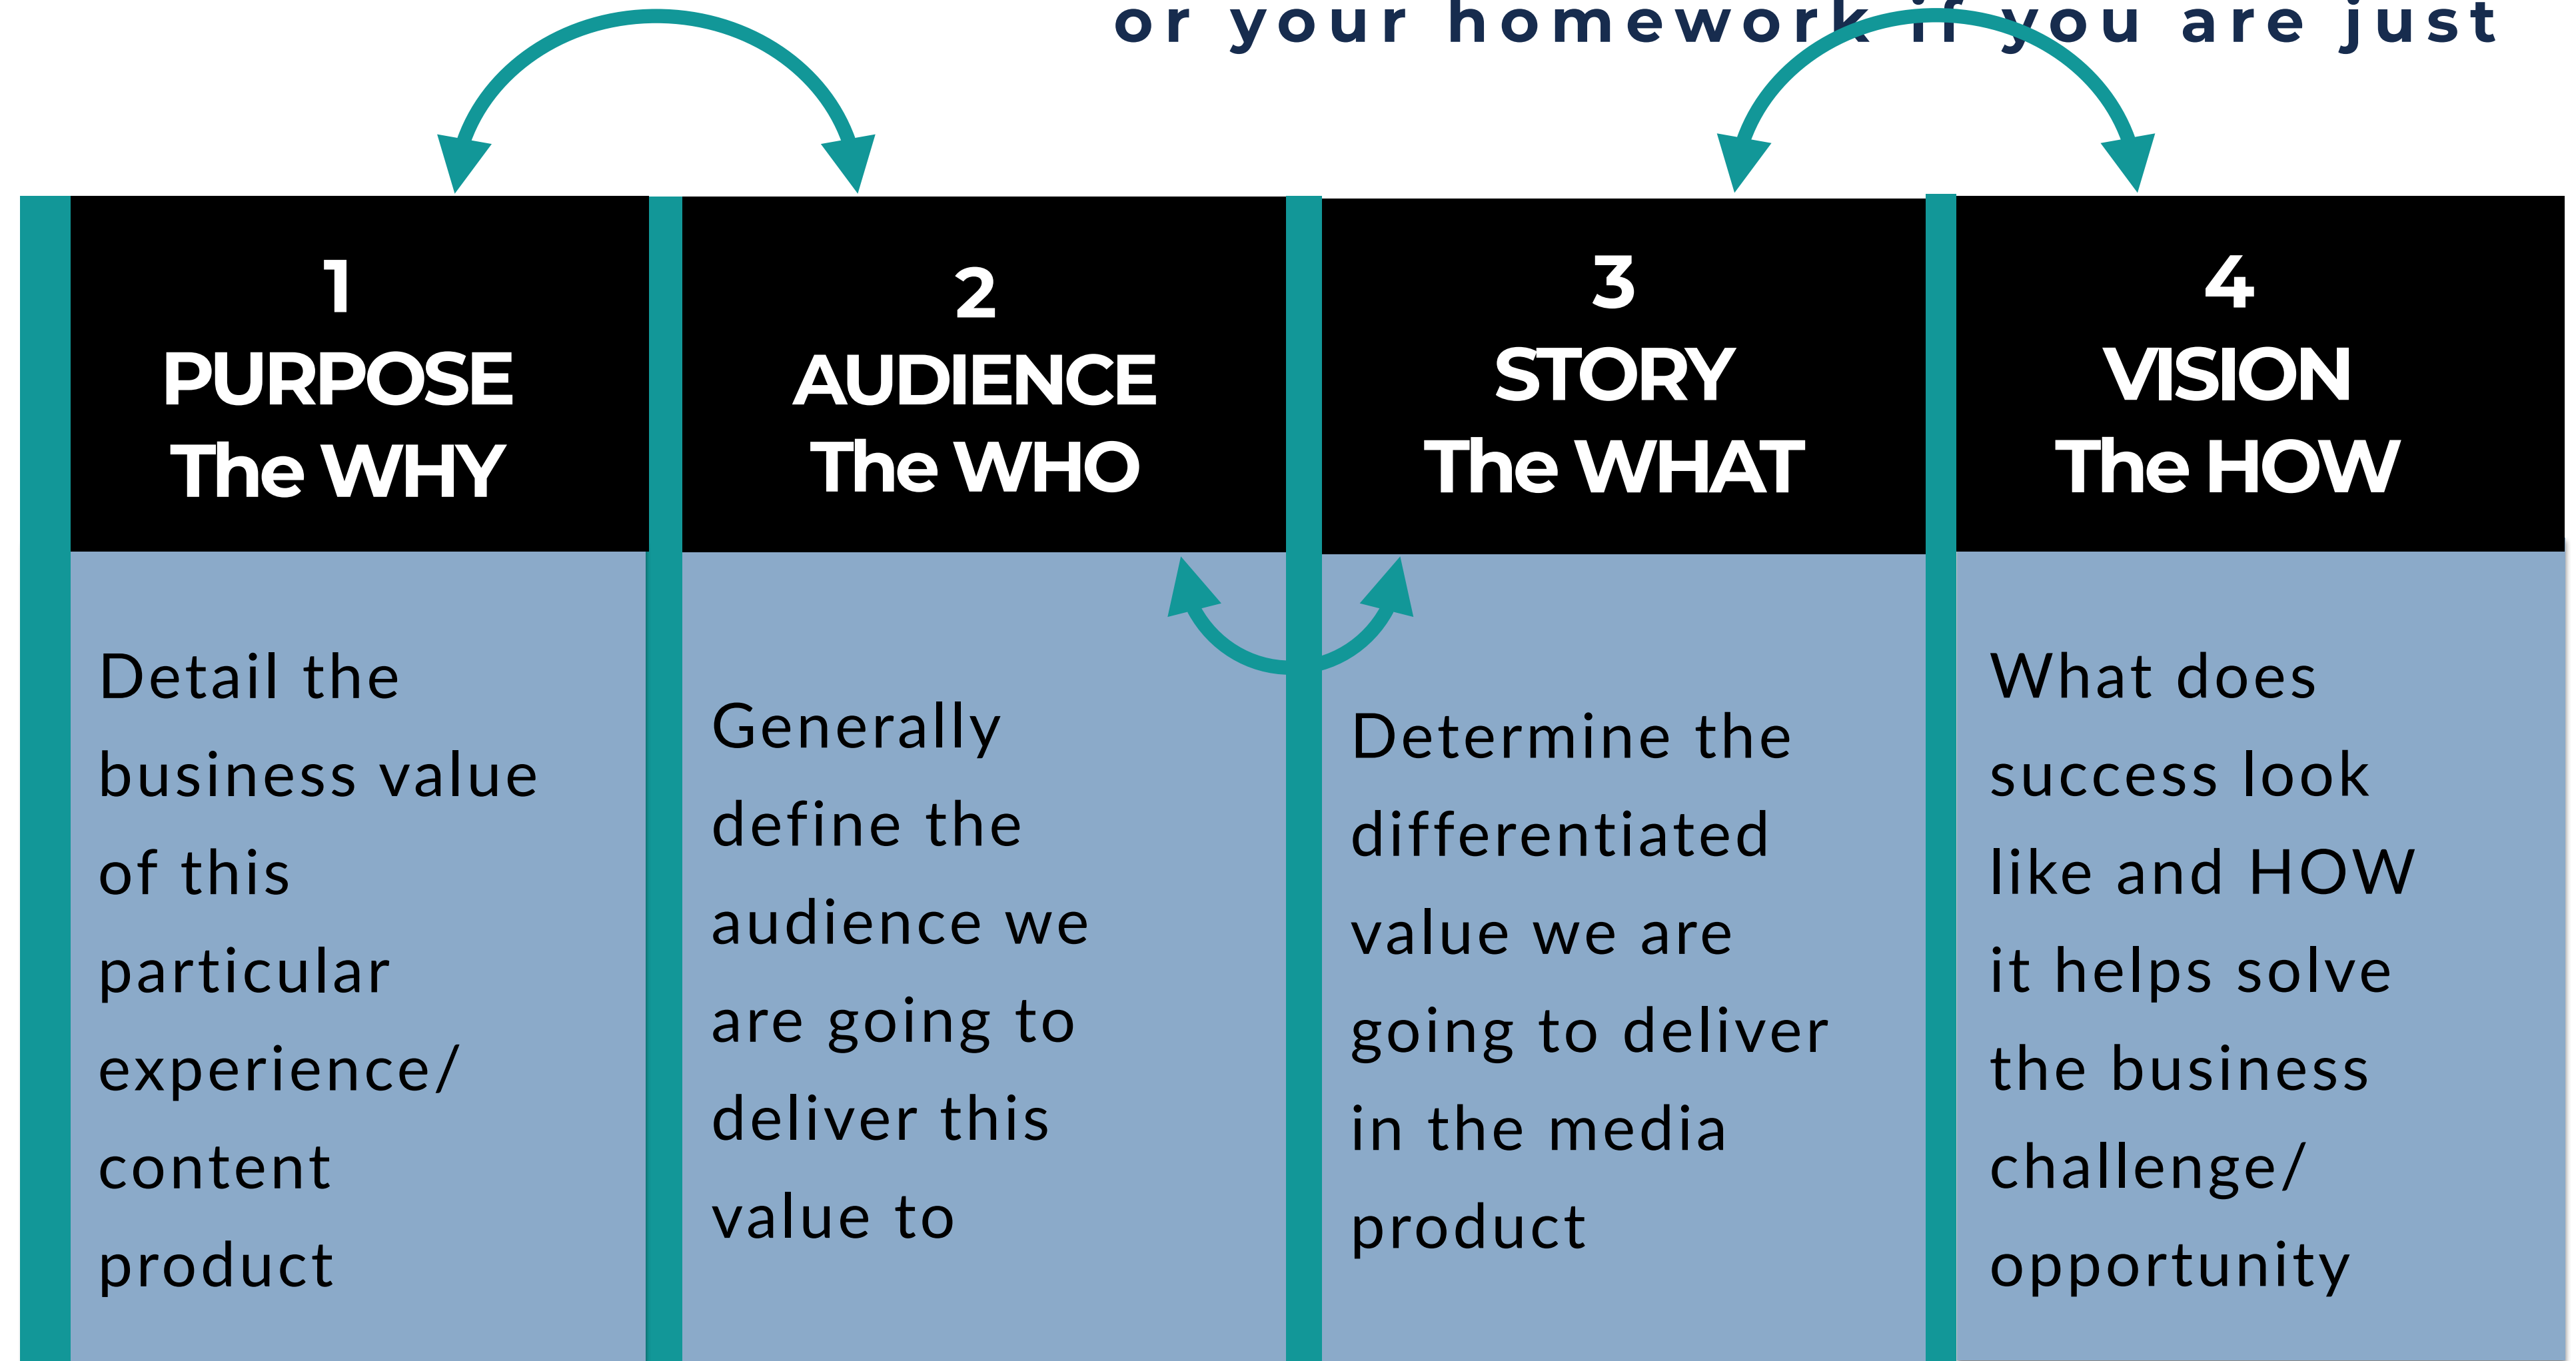 or your homework if you are just
1
PURPOSE
The WHY
Detail the
business value
of this
particular
experience/
content
product
2
AUDIENCE
The WHO
Generally
define the
audience we
are going to
deliver this
value to
3
STORY
The WHAT
Determine the
differentiated
value we are
going to deliver
in the media
product
4
VISION
The HOW
What does
success look
like and HOW
it helps solve
the business
challenge/
opportunity